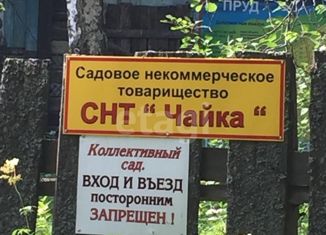 ПРУД
Садовое некоммерческое
товарищество
СНТ “ Чайка “
Коллективный
сад.
ВХОД И ВЪЕЗД
посторонним
ЗАПРЕЩЕН !